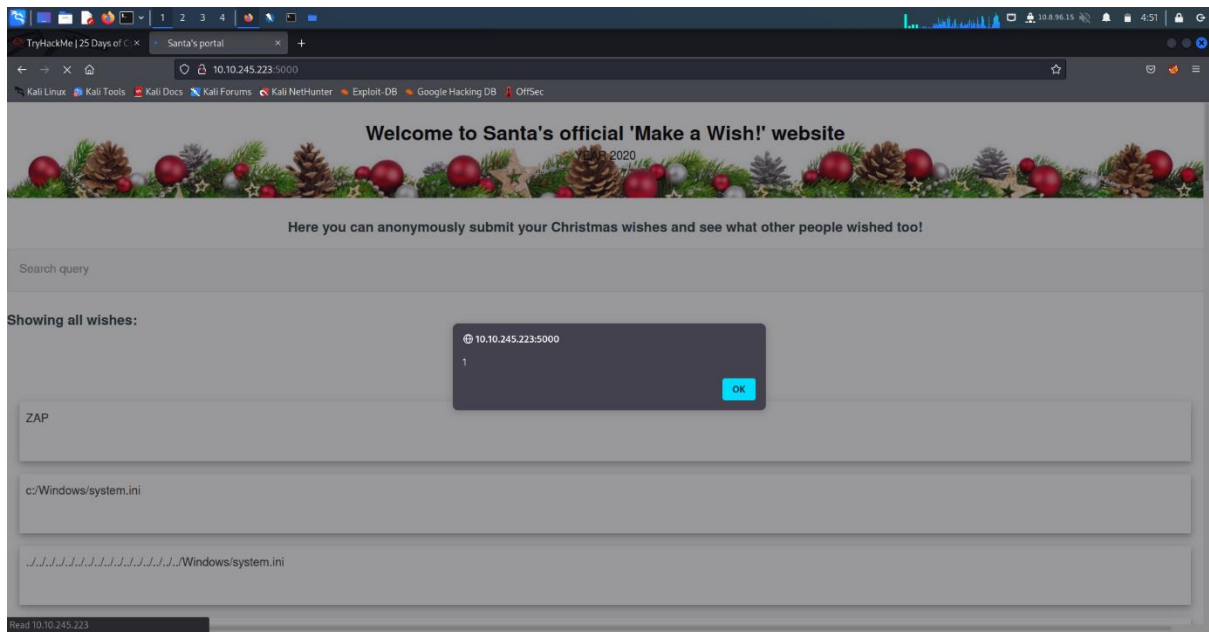 1 2 3 4
10.8.96.15
4:51
TryHackMe | 25 Days of C
Santa's portal
10.10.245.223:5000
Kali Linux Kali Tools Kali Docs Kali Forums Kali NetHunter Exploit-DB Google Hacking DB OffSec
Welcome to Santa's official 'Make a Wish!' website
YEAR 2020
Here you can anonymously submit your Christmas wishes and see what other people wished too!
Search query
Showing all wishes:
10.10.245.223:5000
1
OK
ZAP
c:/Windows/system.ini
../../../../../../../../../../../../../../../../Windows/system.ini
Read 10.10.245.223